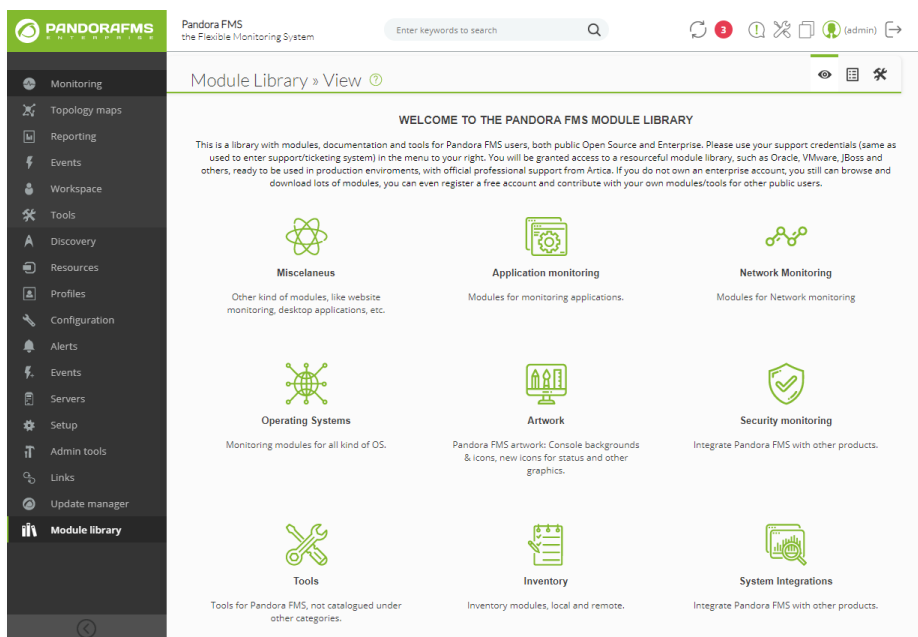 PANDORAFMS
ENTERPRISE
Pandora FMS
the Flexible Monitoring System
Enter keywords to search
3
(admin)
Monitoring
Topology maps
Reporting
Events
Workspace
Tools
Discovery
Resources
Profiles
Configuration
Alerts
Events
Servers
Setup
Admin tools
Links
Update manager
Module library
Module Library » View
WELCOME TO THE PANDORA FMS MODULE LIBRARY
This is a library with modules, documentation and tools for Pandora FMS users, both public Open Source and Enterprise. Please use your support credentials (same as
used to enter support/ticketing system) in the menu to your right. You will be granted access to a resourceful module library, such as Oracle, VMware, JBoss and
others, ready to be used in production enviroments, with official professional support from Artica. If you do not own an enterprise account, you still can browse and
download lots of modules, you can even register a free account and contribute with your own modules/tools for other public users.
Miscelaneus
Other kind of modules, like website
monitoring, desktop applications, etc.
Application monitoring
Modules for monitoring applications.
Network Monitoring
Modules for Network monitoring
Operating Systems
Monitoring modules for all kind of OS.
Artwork
Pandora FMS artwork: Console backgrounds
& icons, new icons for status and other
graphics.
Security monitoring
Integrate Pandora FMS with other products.
Tools
Tools for Pandora FMS, not catalogued under
other categories.
Inventory
Inventory modules, local and remote.
System Integrations
Integrate Pandora FMS with other products.